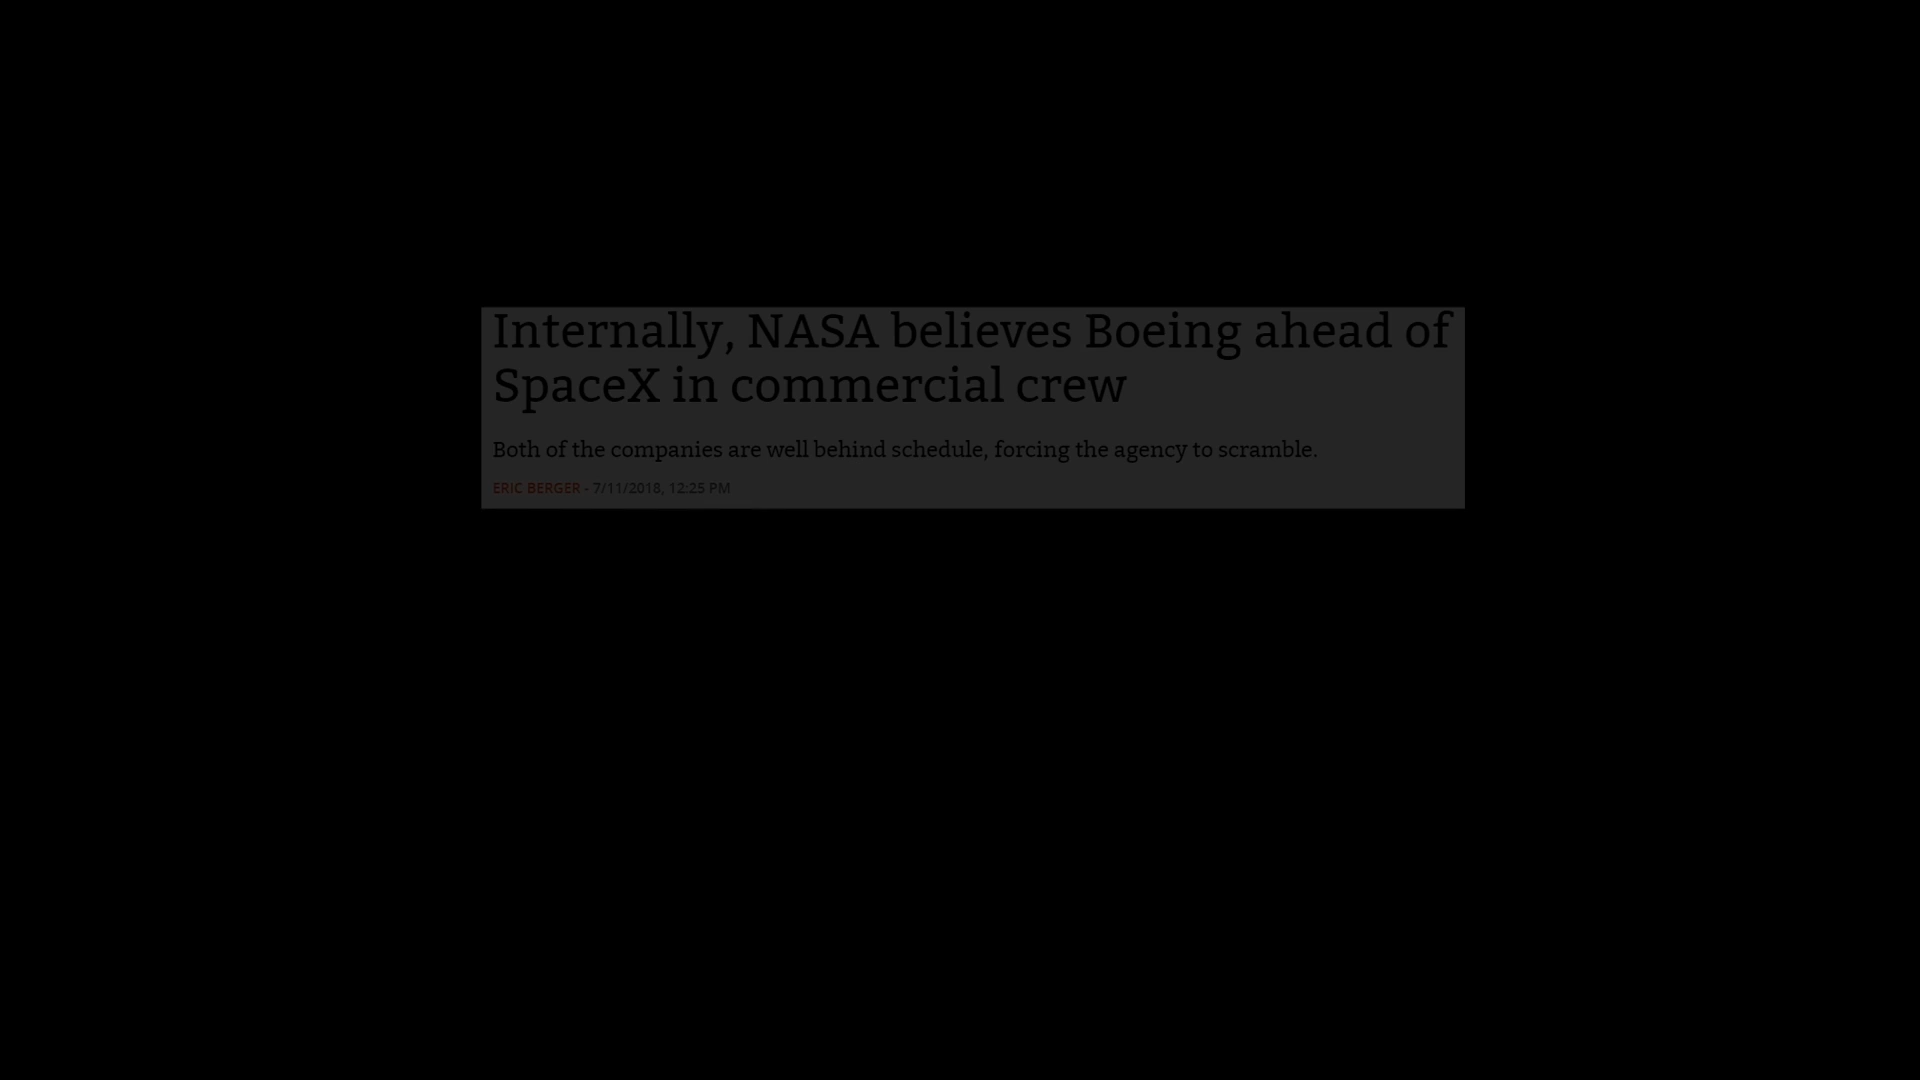 Internally, NASA believes Boeing ahead of
SpaceX in commercial crew
Both of the companies are well behind schedule, forcing the agency to scramble.
ERIC BERGER - 7/11/2018, 12:25 PM